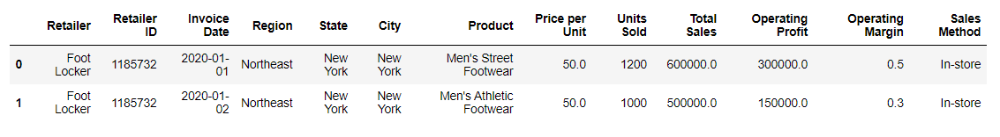 Retailer Retailer ID Invoice Date Region State City Product Price per Unit Units Sold Total Sales Operating Profit Operating Margin Sales Method
0 Foot Locker 1185732 2020-01-01 Northeast New York New York Men's Street Footwear 50.0 1200 600000.0 300000.0 0.5 In-store
1 Foot Locker 1185732 2020-01-02 Northeast New York New York Men's Athletic Footwear 50.0 1000 500000.0 150000.0 0.3 In-store